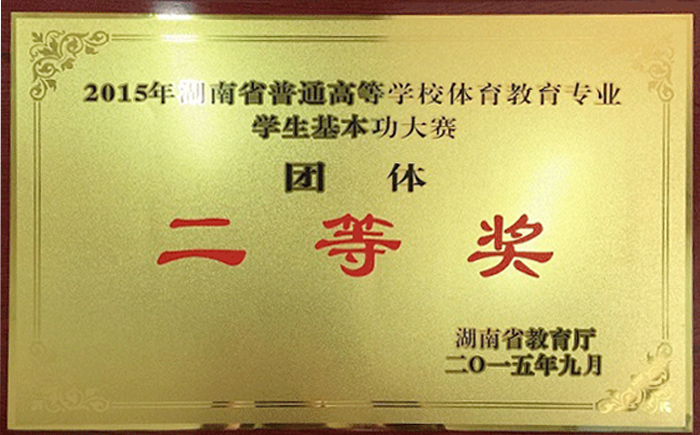 2015年湖南省普通高等学校体育教育专业
学生基本功大赛
团 体
二 等 奖
湖南省教育厅
二〇一五年九月